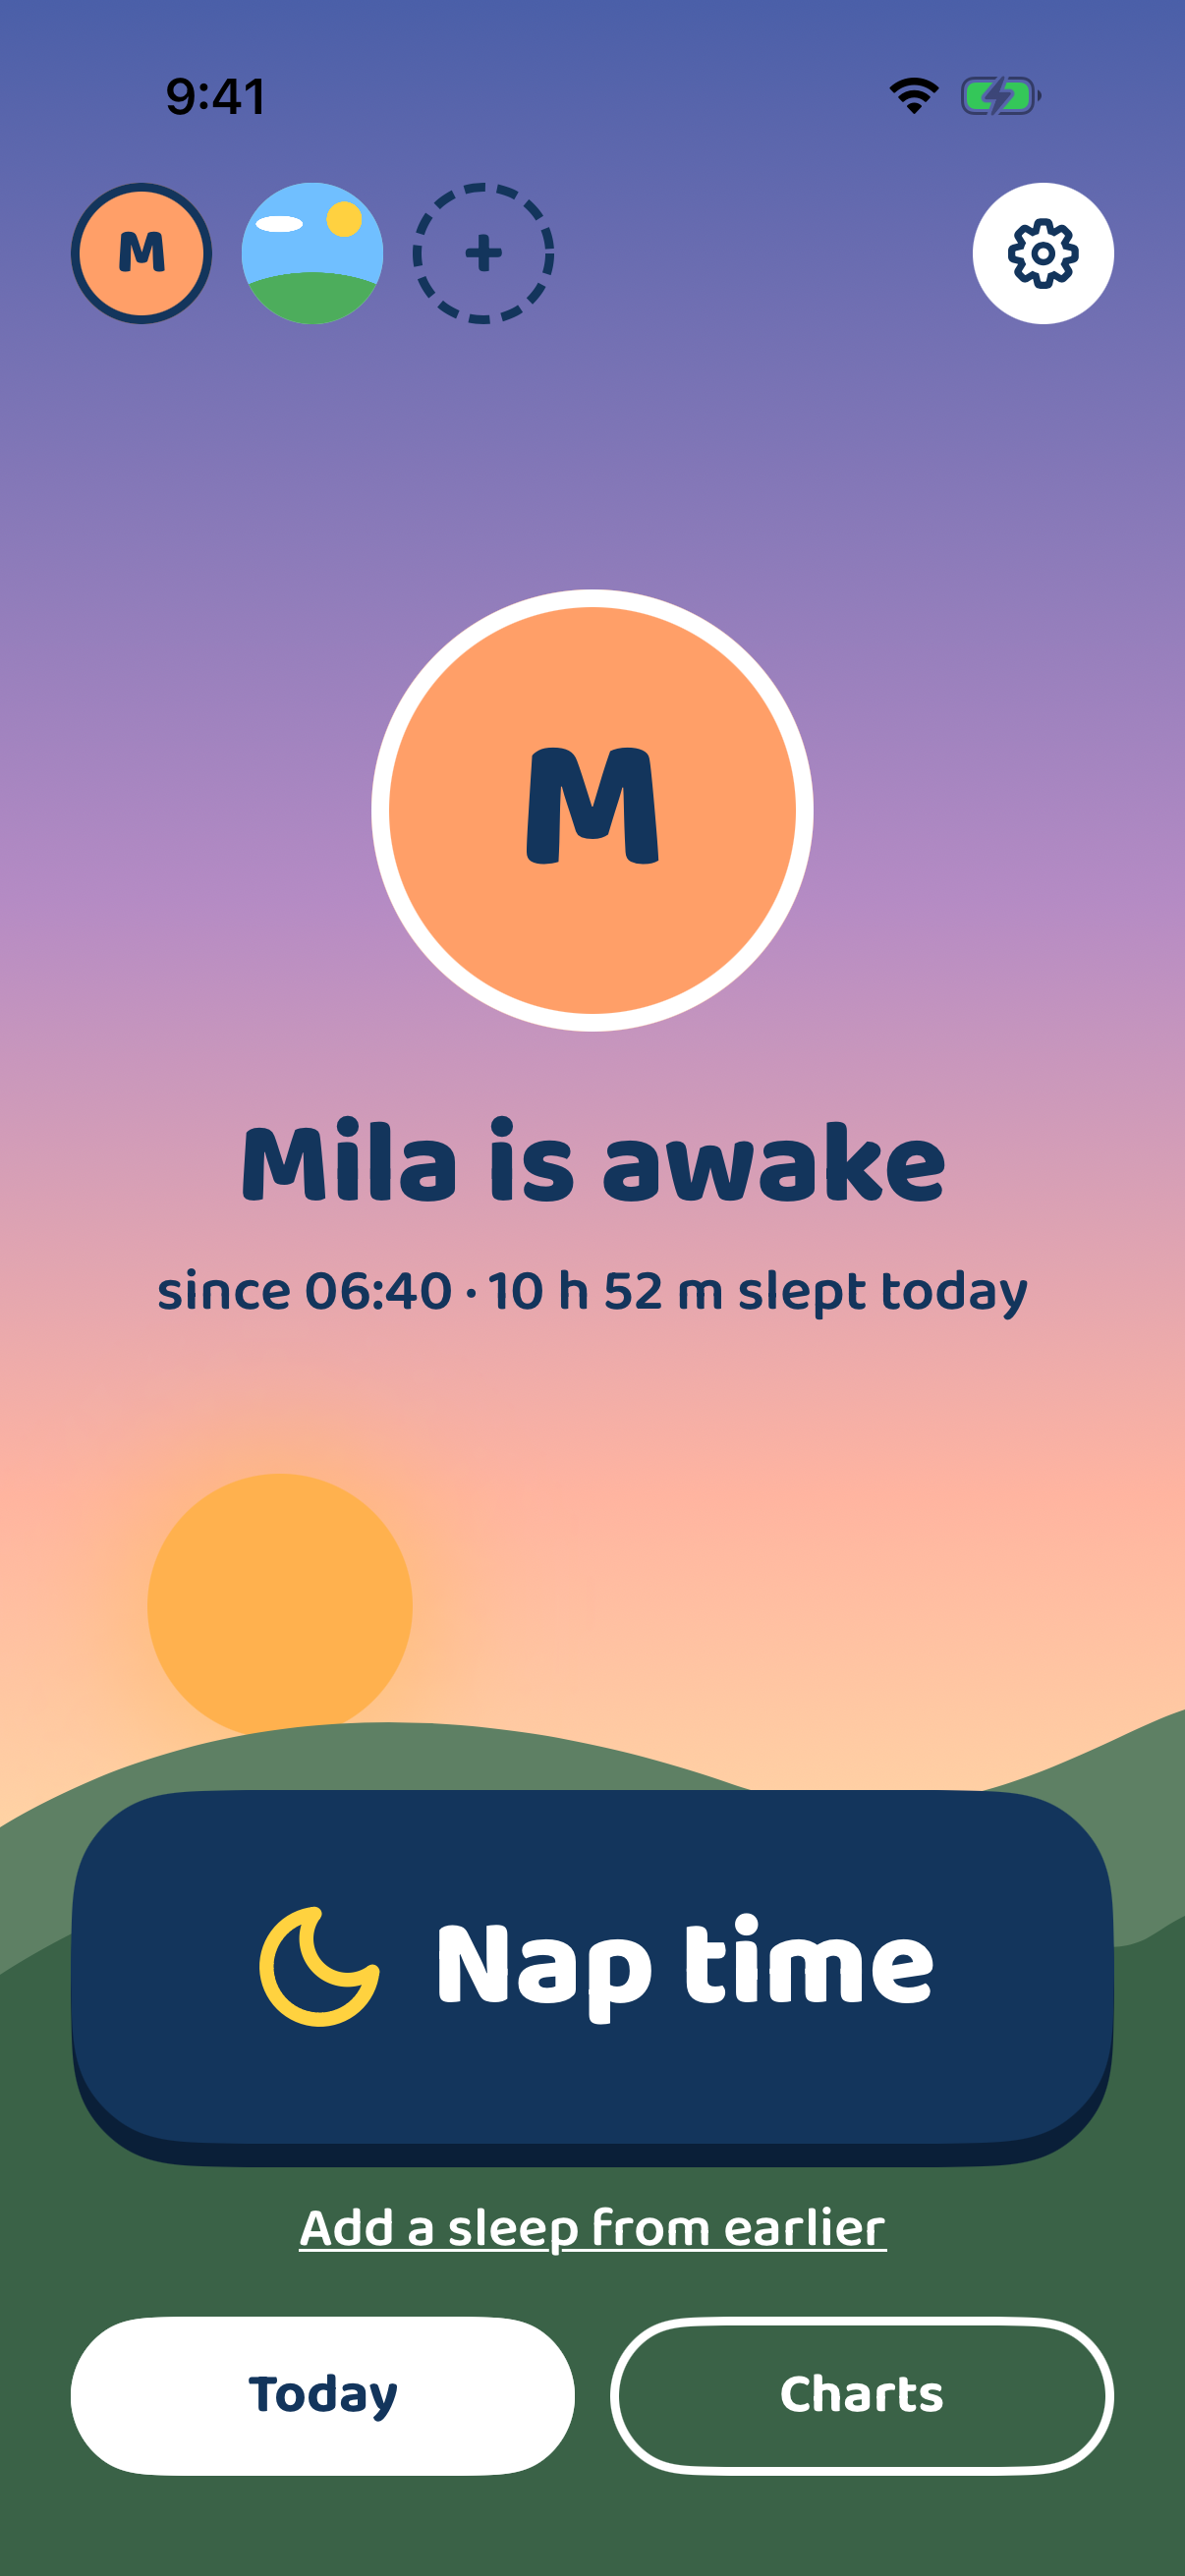 9:41
M
+
M
Mila is awake
since 06:40 · 10 h 52 m slept today
Nap time
Add a sleep from earlier
Today
Charts